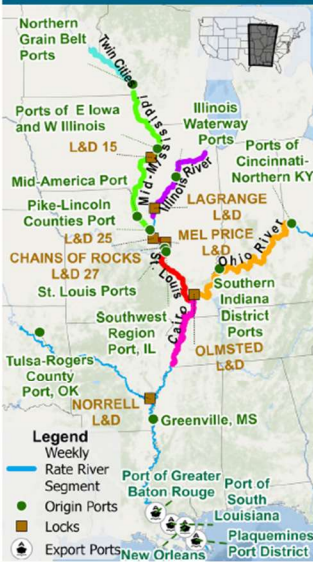 Northern
Grain Belt
Ports
Twin Cities
Ports of E Iowa
and W Illinois
L&D 15
Mid-Mississippi
Illinois
Waterway
Ports
Illinois River
Ports of
Cincinnati-
Northern KY
Mid-America Port
Pike-Lincoln
Counties Port
LAGRANGE
L&D
L&D 25
MEL PRICE
L&D
Ohio River
CHAINS OF ROCKS
L&D 27
St. Louis
St. Louis Ports
Southern
Indiana
District
Ports
Southwest
Region
Port, IL
Cairo
OLMSTED
L&D
Tulsa-Rogers
County
Port, OK
NORRELL
L&D
Greenville, MS
Legend
Weekly
Rate River
Segment
Origin Ports
Locks
Export Ports
Port of Greater
Baton Rouge
Port of
South
Louisiana
Plaquemines
Port District
New Orleans